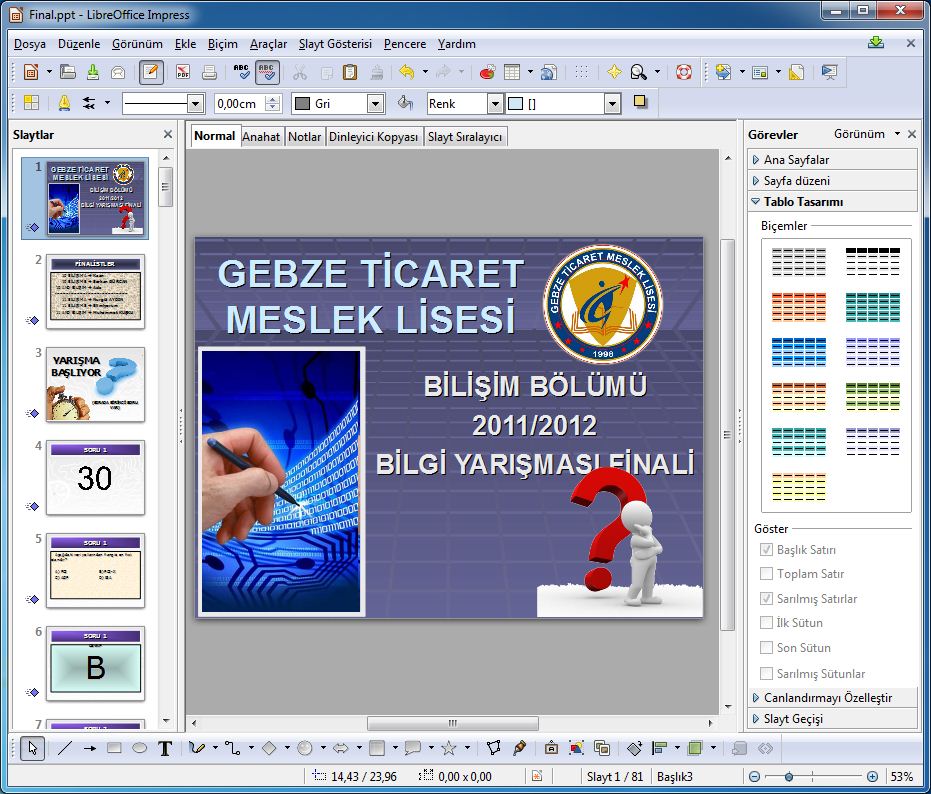 Final.ppt - LibreOffice Impress
Dosya Düzenle Görünüm Ekle Biçim Araçlar Slayt Gösterisi Pencere Yardım
0,00cm Gri Renk []
Slaytlar
Normal Anahat Notlar Dinleyici Kopyası Slayt Sıralayıcı
Görevler Görünüm
1
GEBZE TİCARET
MESLEK LİSESİ
BİLİŞİM BÖLÜMÜ
2011/2012
BİLGİ YARIŞMASI FİNALİ
2
FİNALİSTLER
3
YARIŞMA
BAŞLIYOR
4
SORU 1
30
5
SORU 1
6
SORU 1
B
7
GEBZE TİCARET
MESLEK LİSESİ
GEBZE TİCARET MESLEK LİSESİ
1998
BİLİŞİM BÖLÜMÜ
2011/2012
BİLGİ YARIŞMASI FİNALİ
Ana Sayfalar
Sayfa düzeni
Tablo Tasarımı
Biçemler
Göster
Başlık Satırı
Toplam Satır
Sarılmış Satırlar
İlk Sütun
Son Sütun
Sarılmış Sütunlar
Canlandırmayı Özelleştir
Slayt Geçişi
14,43 / 23,96 0,00 x 0,00 Slayt 1 / 81 Başlık3 53%